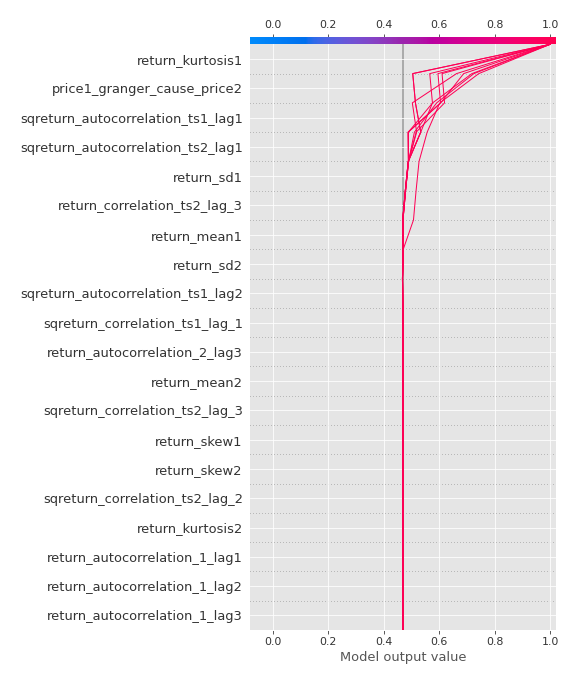 0.0 0.2 0.4 0.6 0.8 1.0
return_kurtosis1
price1_granger_cause_price2
sqreturn_autocorrelation_ts1_lag1
sqreturn_autocorrelation_ts2_lag1
return_sd1
return_correlation_ts2_lag_3
return_mean1
return_sd2
sqreturn_autocorrelation_ts1_lag2
sqreturn_correlation_ts1_lag_1
return_autocorrelation_2_lag3
return_mean2
sqreturn_correlation_ts2_lag_3
return_skew1
return_skew2
sqreturn_correlation_ts2_lag_2
return_kurtosis2
return_autocorrelation_1_lag1
return_autocorrelation_1_lag2
return_autocorrelation_1_lag3
0.0 0.2 0.4 0.6 0.8 1.0
Model output value